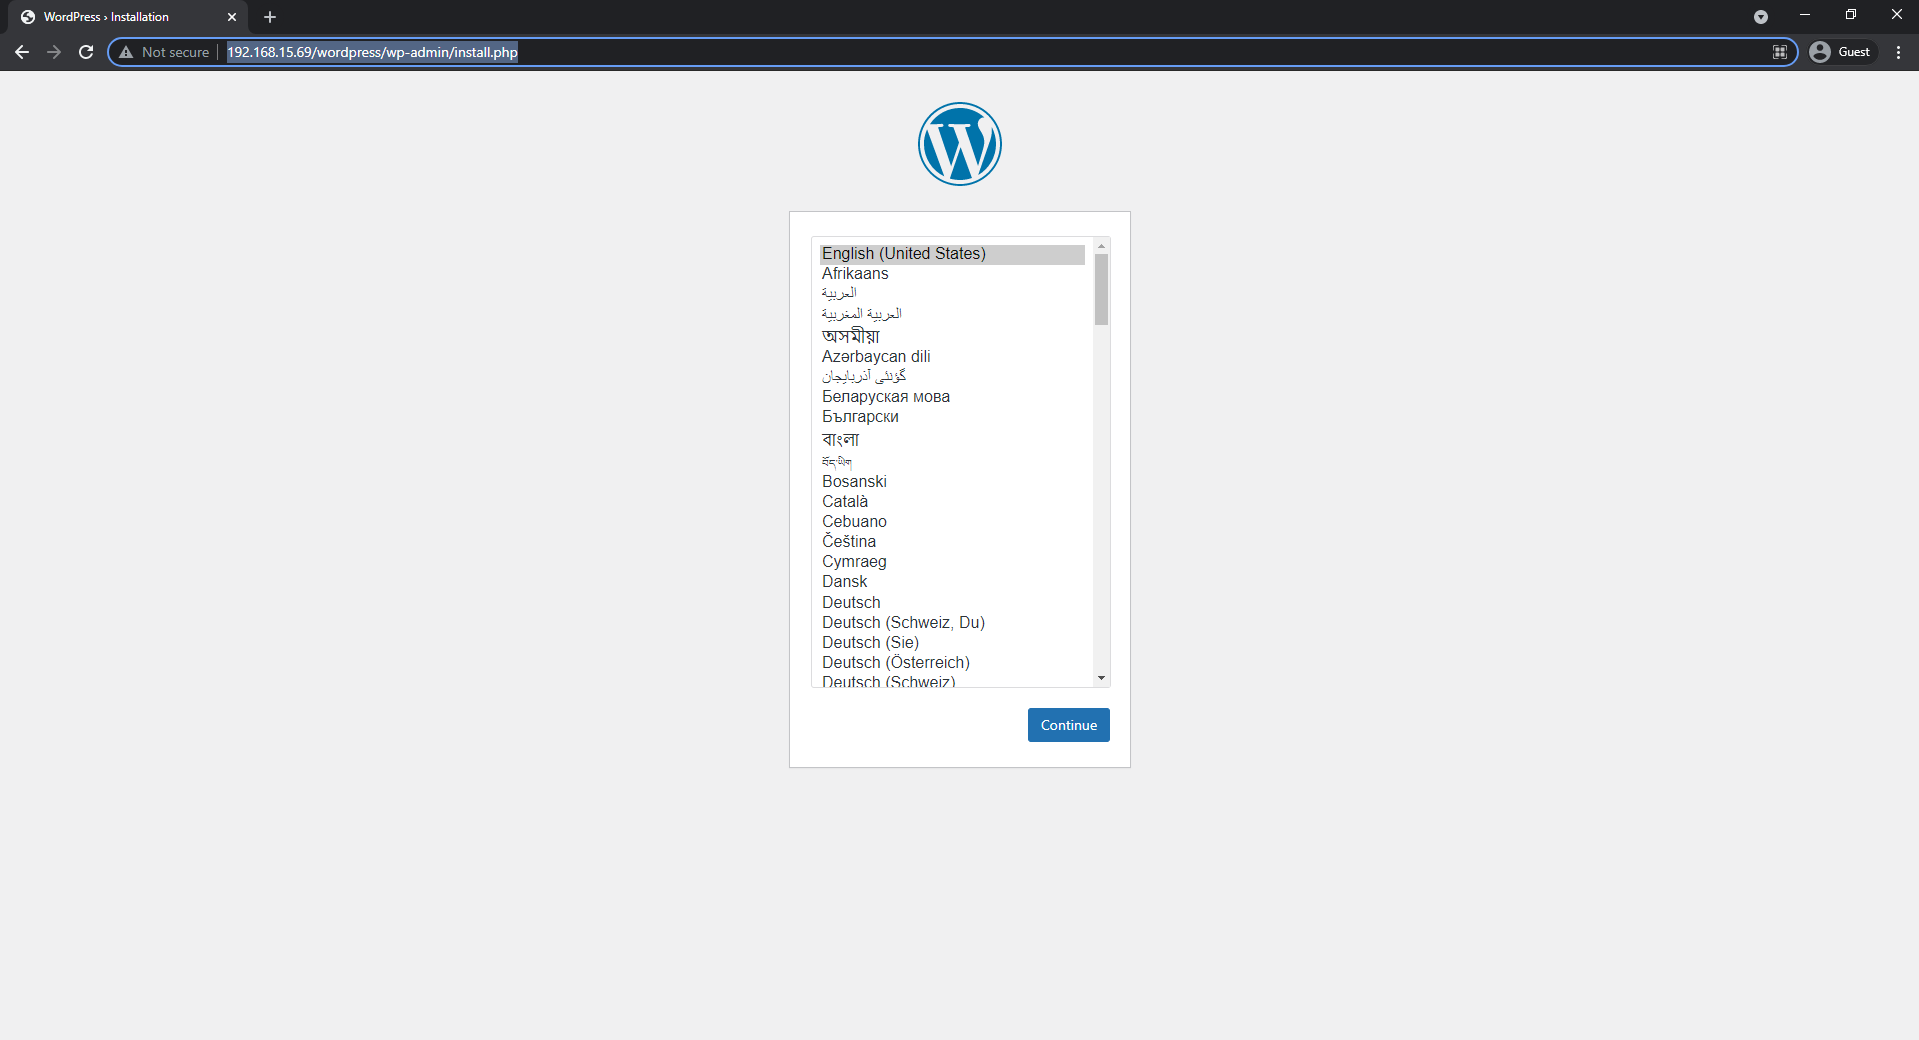 WordPress › Installation
Not secure
192.168.15.69/wordpress/wp-admin/install.php
Guest
English (United States)
Afrikaans
العربية
العربية المغربية
অসমীয়া
Azərbaycan dili
گؤنئی آذربایجان
Беларуская мова
Български
বাংলা
བོད་ཡིག
Bosanski
Català
Cebuano
Čeština
Cymraeg
Dansk
Deutsch
Deutsch (Schweiz, Du)
Deutsch (Sie)
Deutsch (Österreich)
Deutsch (Schweiz)
Continue